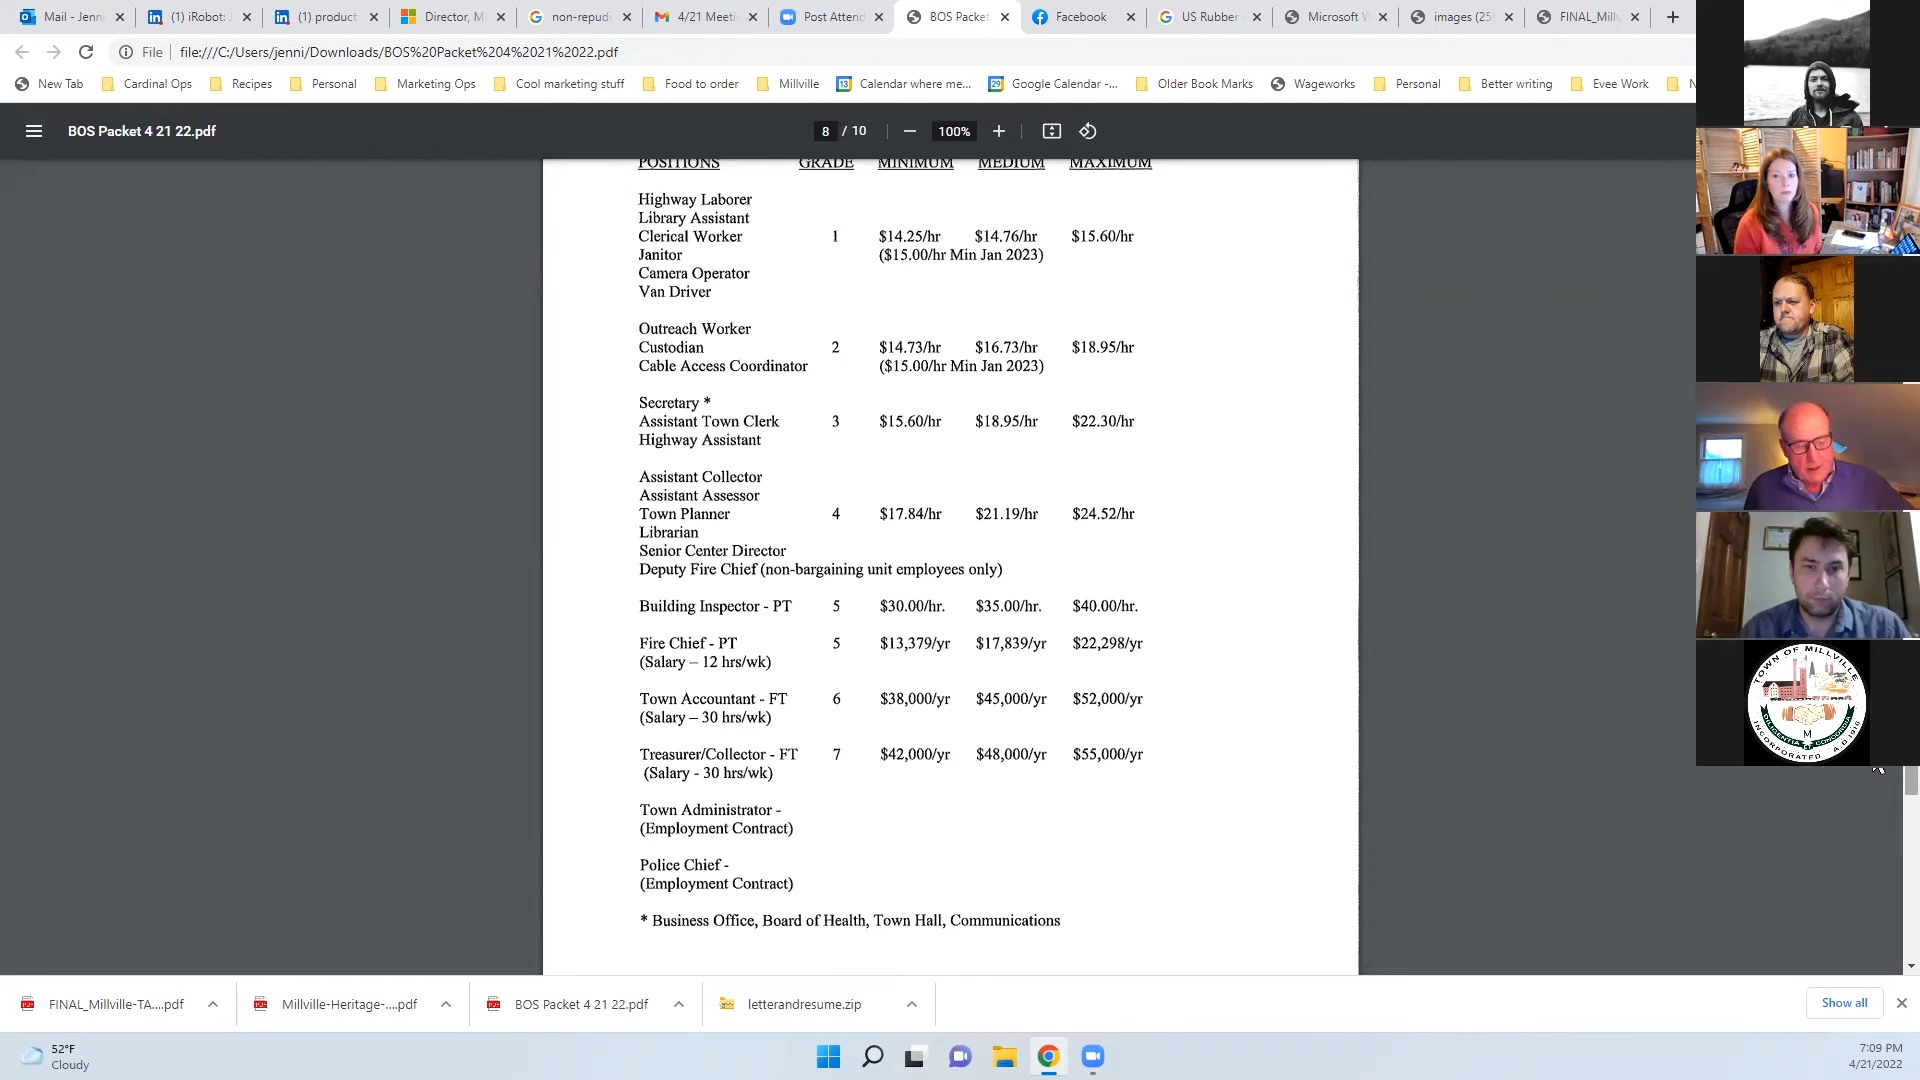 Mail - Jenni
(1) iRobot:
(1) product
Director, M
non-repudi
4/21 Meeti
Post Attend
BOS Packet
Facebook
US Rubber
Microsoft
images (25
FINAL_Mill
File
file:///C:/Users/jenni/Downloads/BOS%20Packet%204%2021%2022.pdf
New Tab
Cardinal Ops
Recipes
Personal
Marketing Ops
Cool marketing stuff
Food to order
Millville
Calendar where me...
Google Calendar -...
Older Book Marks
Wageworks
Personal
Better writing
Evee Work
BOS Packet 4 21 22.pdf
8 / 10
100%
POSITIONS GRADE MINIMUM MEDIUM MAXIMUM
Highway Laborer
Library Assistant
Clerical Worker 1 $14.25/hr $14.76/hr $15.60/hr
Janitor ($15.00/hr Min Jan 2023)
Camera Operator
Van Driver
Outreach Worker
Custodian 2 $14.73/hr $16.73/hr $18.95/hr
Cable Access Coordinator ($15.00/hr Min Jan 2023)
Secretary *
Assistant Town Clerk 3 $15.60/hr $18.95/hr $22.30/hr
Highway Assistant
Assistant Collector
Assistant Assessor
Town Planner 4 $17.84/hr $21.19/hr $24.52/hr
Librarian
Senior Center Director
Deputy Fire Chief (non-bargaining unit employees only)
Building Inspector - PT 5 $30.00/hr. $35.00/hr. $40.00/hr.
Fire Chief - PT 5 $13,379/yr $17,839/yr $22,298/yr
(Salary – 12 hrs/wk)
Town Accountant - FT 6 $38,000/yr $45,000/yr $52,000/yr
(Salary – 30 hrs/wk)
Treasurer/Collector - FT 7 $42,000/yr $48,000/yr $55,000/yr
(Salary - 30 hrs/wk)
Town Administrator -
(Employment Contract)
Police Chief -
(Employment Contract)
* Business Office, Board of Health, Town Hall, Communications
TOWN OF MILLVILLE
DILIGENTIA ET CONCORDIA
M
INCORPORATED A.D. 1916
FINAL_Millville-TA....pdf
Millville-Heritage-....pdf
BOS Packet 4 21 22.pdf
letterandresume.zip
Show all
52°F
Cloudy
7:09 PM
4/21/2022